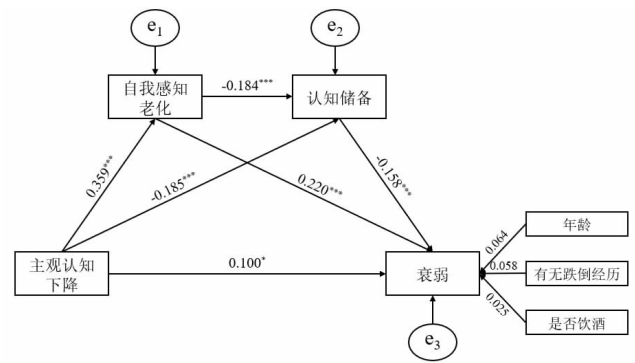 e1
e2
自我感知
老化
-0.184***
认知储备
0.359***
-0.185***
0.220***
-0.158***
年龄
0.064
主观认知
下降
0.100*
衰弱
0.058
有无跌倒经历
0.025
是否饮酒
e3